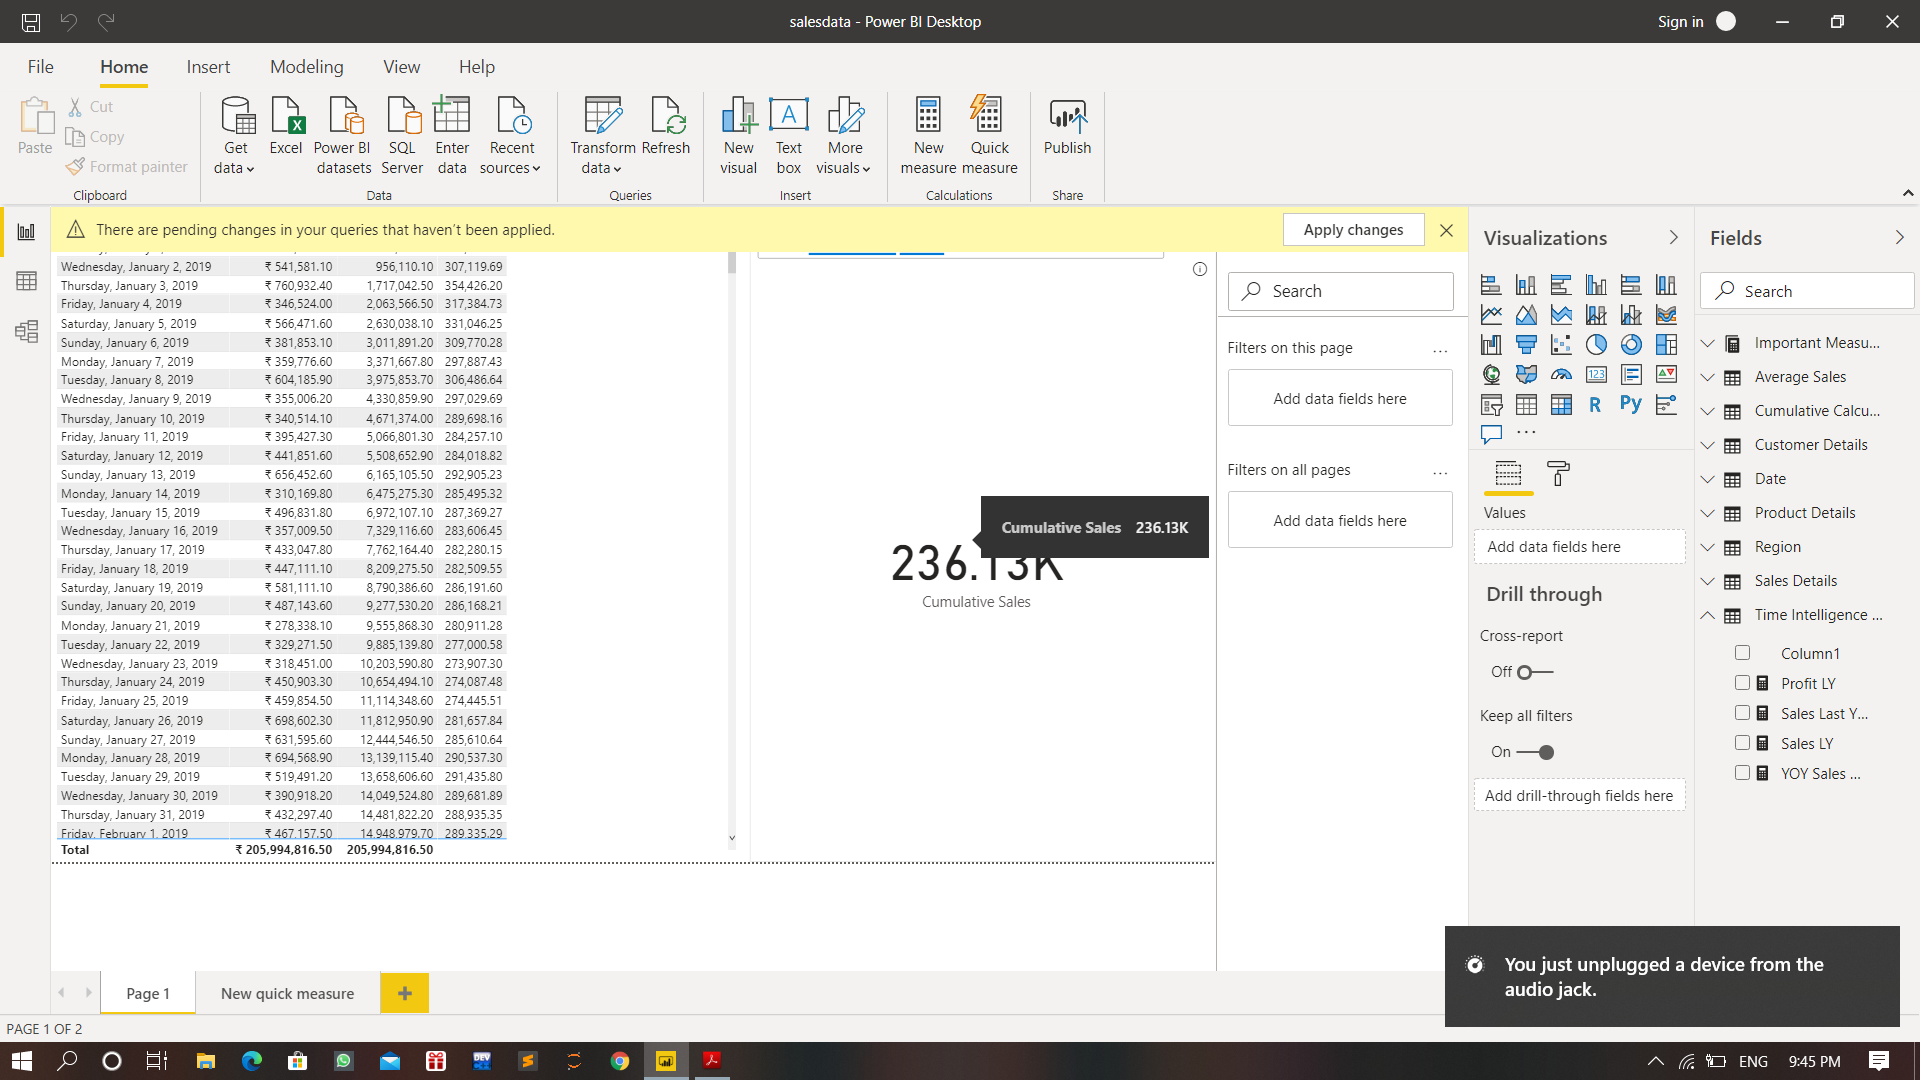 salesdata - Power BI Desktop
Sign in
File
Home
Insert
Modeling
View
Help
Paste
Cut
Copy
Format painter
Clipboard
Get data
Excel
Power BI datasets
SQL Server
Enter data
Recent sources
Data
Transform data
Refresh
Queries
New visual
Text box
More visuals
Insert
New measure
Quick measure
Calculations
Publish
Share
There are pending changes in your queries that haven't been applied.
Apply changes
Wednesday, January 2, 2019 ₹ 541,581.10 956,110.10 307,119.69
Thursday, January 3, 2019 ₹ 760,932.40 1,717,042.50 354,426.20
Friday, January 4, 2019 ₹ 346,524.00 2,063,566.50 317,384.73
Saturday, January 5, 2019 ₹ 566,471.60 2,630,038.10 331,046.25
Sunday, January 6, 2019 ₹ 381,853.10 3,011,891.20 309,770.28
Monday, January 7, 2019 ₹ 359,776.60 3,371,667.80 297,887.43
Tuesday, January 8, 2019 ₹ 604,185.90 3,975,853.70 306,486.64
Wednesday, January 9, 2019 ₹ 355,006.20 4,330,859.90 297,029.69
Thursday, January 10, 2019 ₹ 340,514.10 4,671,374.00 289,698.16
Friday, January 11, 2019 ₹ 395,427.30 5,066,801.30 284,257.10
Saturday, January 12, 2019 ₹ 441,851.60 5,508,652.90 284,018.82
Sunday, January 13, 2019 ₹ 656,452.60 6,165,105.50 292,905.23
Monday, January 14, 2019 ₹ 310,169.80 6,475,275.30 285,495.32
Tuesday, January 15, 2019 ₹ 496,831.80 6,972,107.10 287,369.27
Wednesday, January 16, 2019 ₹ 357,009.50 7,329,116.60 283,606.45
Thursday, January 17, 2019 ₹ 433,047.80 7,762,164.40 282,280.15
Friday, January 18, 2019 ₹ 447,111.10 8,209,275.50 282,509.55
Saturday, January 19, 2019 ₹ 581,111.10 8,790,386.60 286,191.60
Sunday, January 20, 2019 ₹ 487,143.60 9,277,530.20 286,168.21
Monday, January 21, 2019 ₹ 278,338.10 9,555,868.30 280,911.28
Tuesday, January 22, 2019 ₹ 329,271.50 9,885,139.80 277,000.58
Wednesday, January 23, 2019 ₹ 318,451.00 10,203,590.80 273,907.30
Thursday, January 24, 2019 ₹ 450,903.30 10,654,494.10 274,087.48
Friday, January 25, 2019 ₹ 459,854.50 11,114,348.60 274,445.51
Saturday, January 26, 2019 ₹ 698,602.30 11,812,950.90 281,657.84
Sunday, January 27, 2019 ₹ 631,595.60 12,444,546.50 285,610.64
Monday, January 28, 2019 ₹ 694,568.90 13,139,115.40 290,537.30
Tuesday, January 29, 2019 ₹ 519,491.20 13,658,606.60 291,435.80
Wednesday, January 30, 2019 ₹ 390,918.20 14,049,524.80 289,681.89
Thursday, January 31, 2019 ₹ 432,297.40 14,481,822.20 288,935.35
Friday, February 1, 2019 ₹ 467,157.50 14,948,979.70 289,335.29
Total ₹ 205,994,816.50 205,994,816.50
Cumulative Sales 236.13K
236.13K
Cumulative Sales
Search
Filters on this page
...
Add data fields here
Filters on all pages
...
Add data fields here
Visualizations
123
R
Py
...
Values
Add data fields here
Drill through
Cross-report
Off
Keep all filters
On
Add drill-through fields here
Fields
Search
Important Measu...
Average Sales
Cumulative Calcu...
Customer Details
Date
Product Details
Region
Sales Details
Time Intelligence ...
Column1
Profit LY
Sales Last Y...
Sales LY
YOY Sales ...
You just unplugged a device from the
audio jack.
Page 1
New quick measure
+
PAGE 1 OF 2
DEV
ENG
9:45 PM